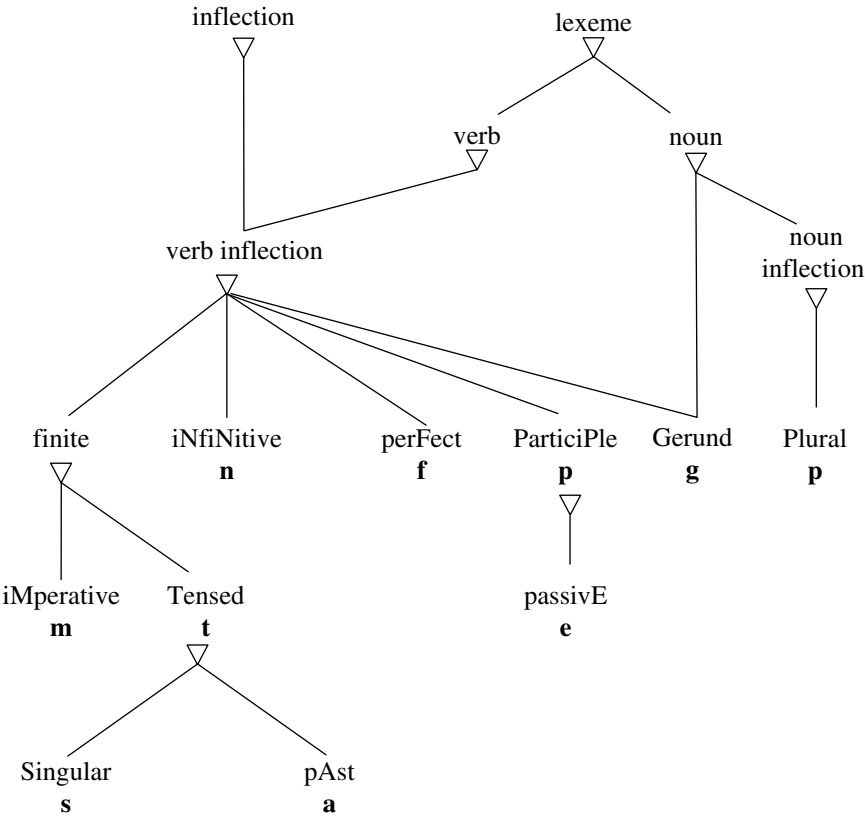 inflection
lexeme
verb
noun
verb inflection
noun
inflection
finite
iNfiNitive
perFect
ParticiPle
Gerund
Plural
n
f
p
g
p
iMperative
Tensed
passivE
m
t
e
Singular
pAst
s
a